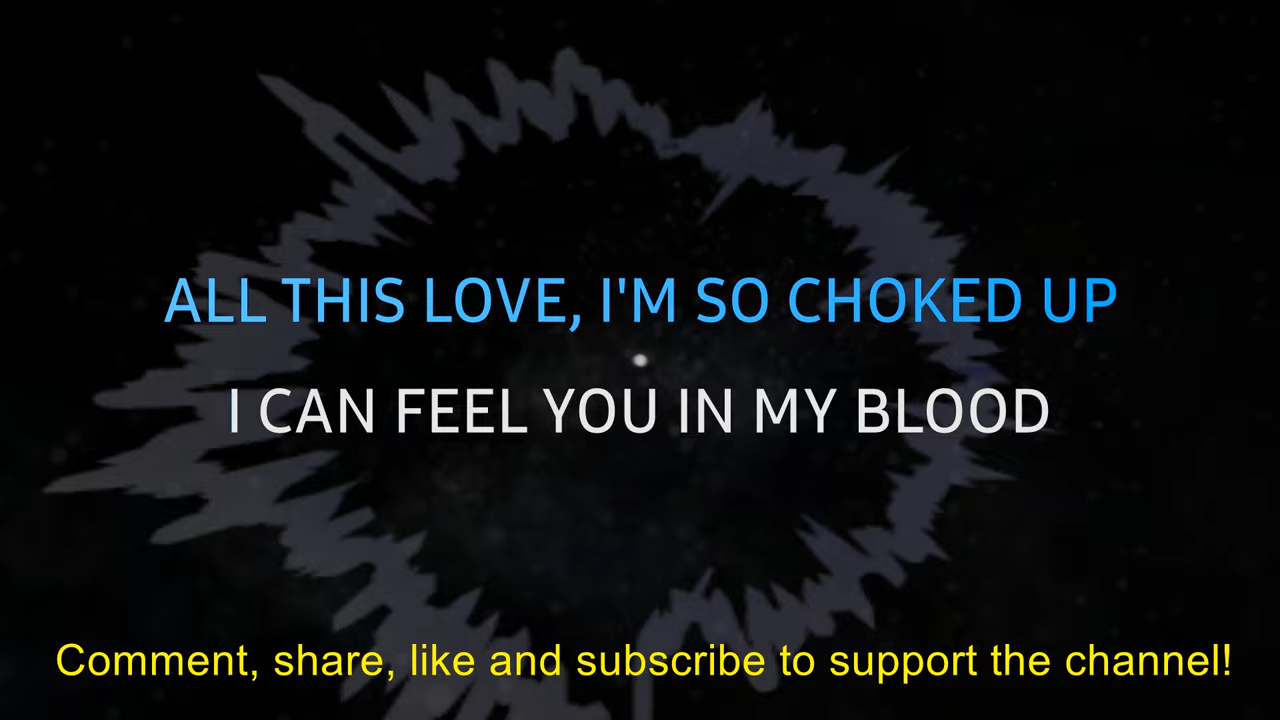 ALL THIS LOVE, I'M SO CHOKED UP
I CAN FEEL YOU IN MY BLOOD
Comment, share, like and subscribe to support the channel!